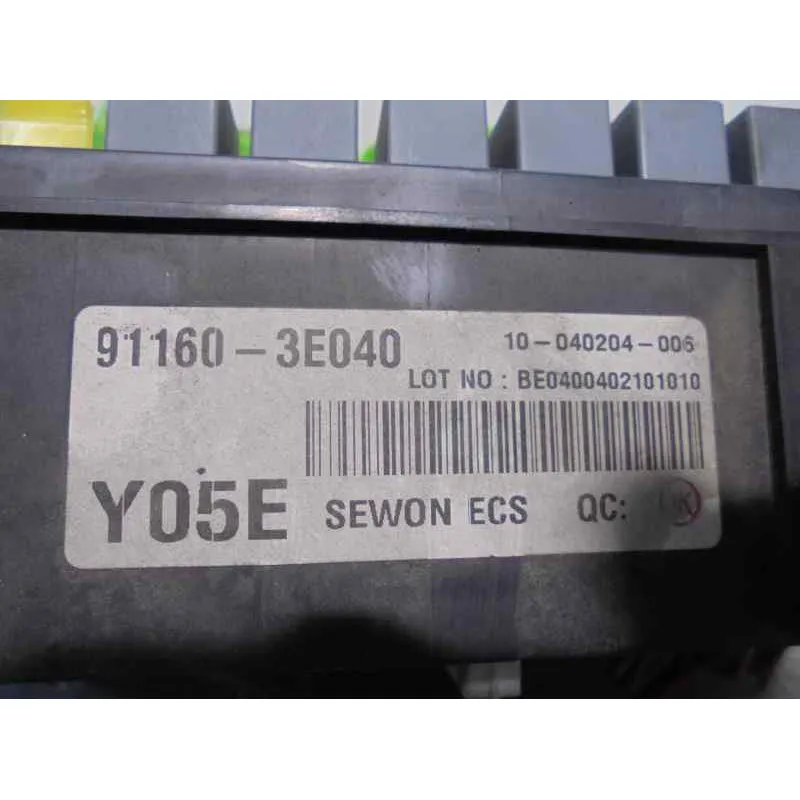 91160-3E040
10-040204-006
LOT NO : BE0400402101010
Y05E
SEWON ECS QC: